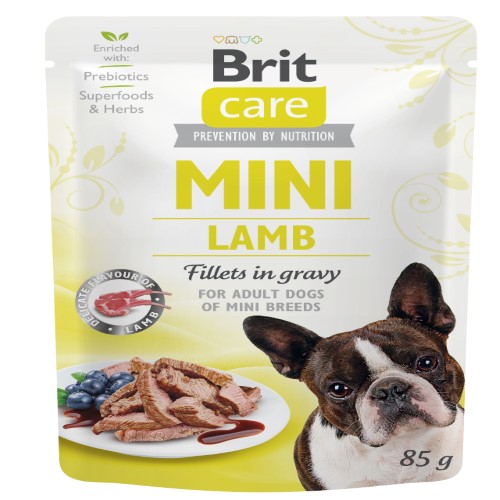 Enriched
with:
Prebiotics
Superfoods
& Herbs
Brit
care
PREVENTION BY NUTRITION
MINI
LAMB
Fillets in gravy
FOR ADULT DOGS
OF MINI BREEDS
DELICATE FLAVOUR OF
LAMB
85 g